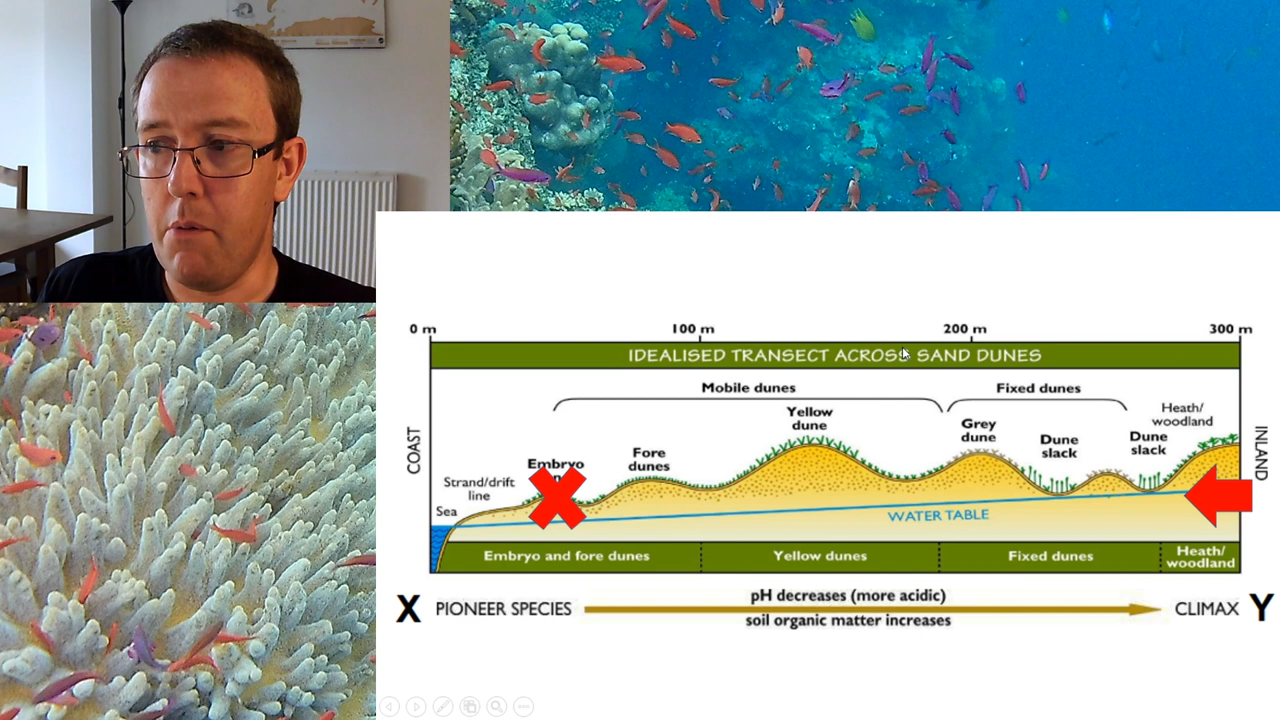 0 m 100 m 200 m 300 m
IDEALISED TRANSECT ACROSS SAND DUNES
Mobile dunes
Fixed dunes
Yellow
dune
Heath/
woodland
Grey
dune
Dune
slack
Dune
slack
Fore
dunes
Embryo
COAST
INLAND
Strand/drift
line
Sea
WATER TABLE
Embryo and fore dunes
Yellow dunes
Fixed dunes
Heath/
woodland
X PIONEER SPECIES
pH decreases (more acidic)
soil organic matter increases
CLIMAX Y